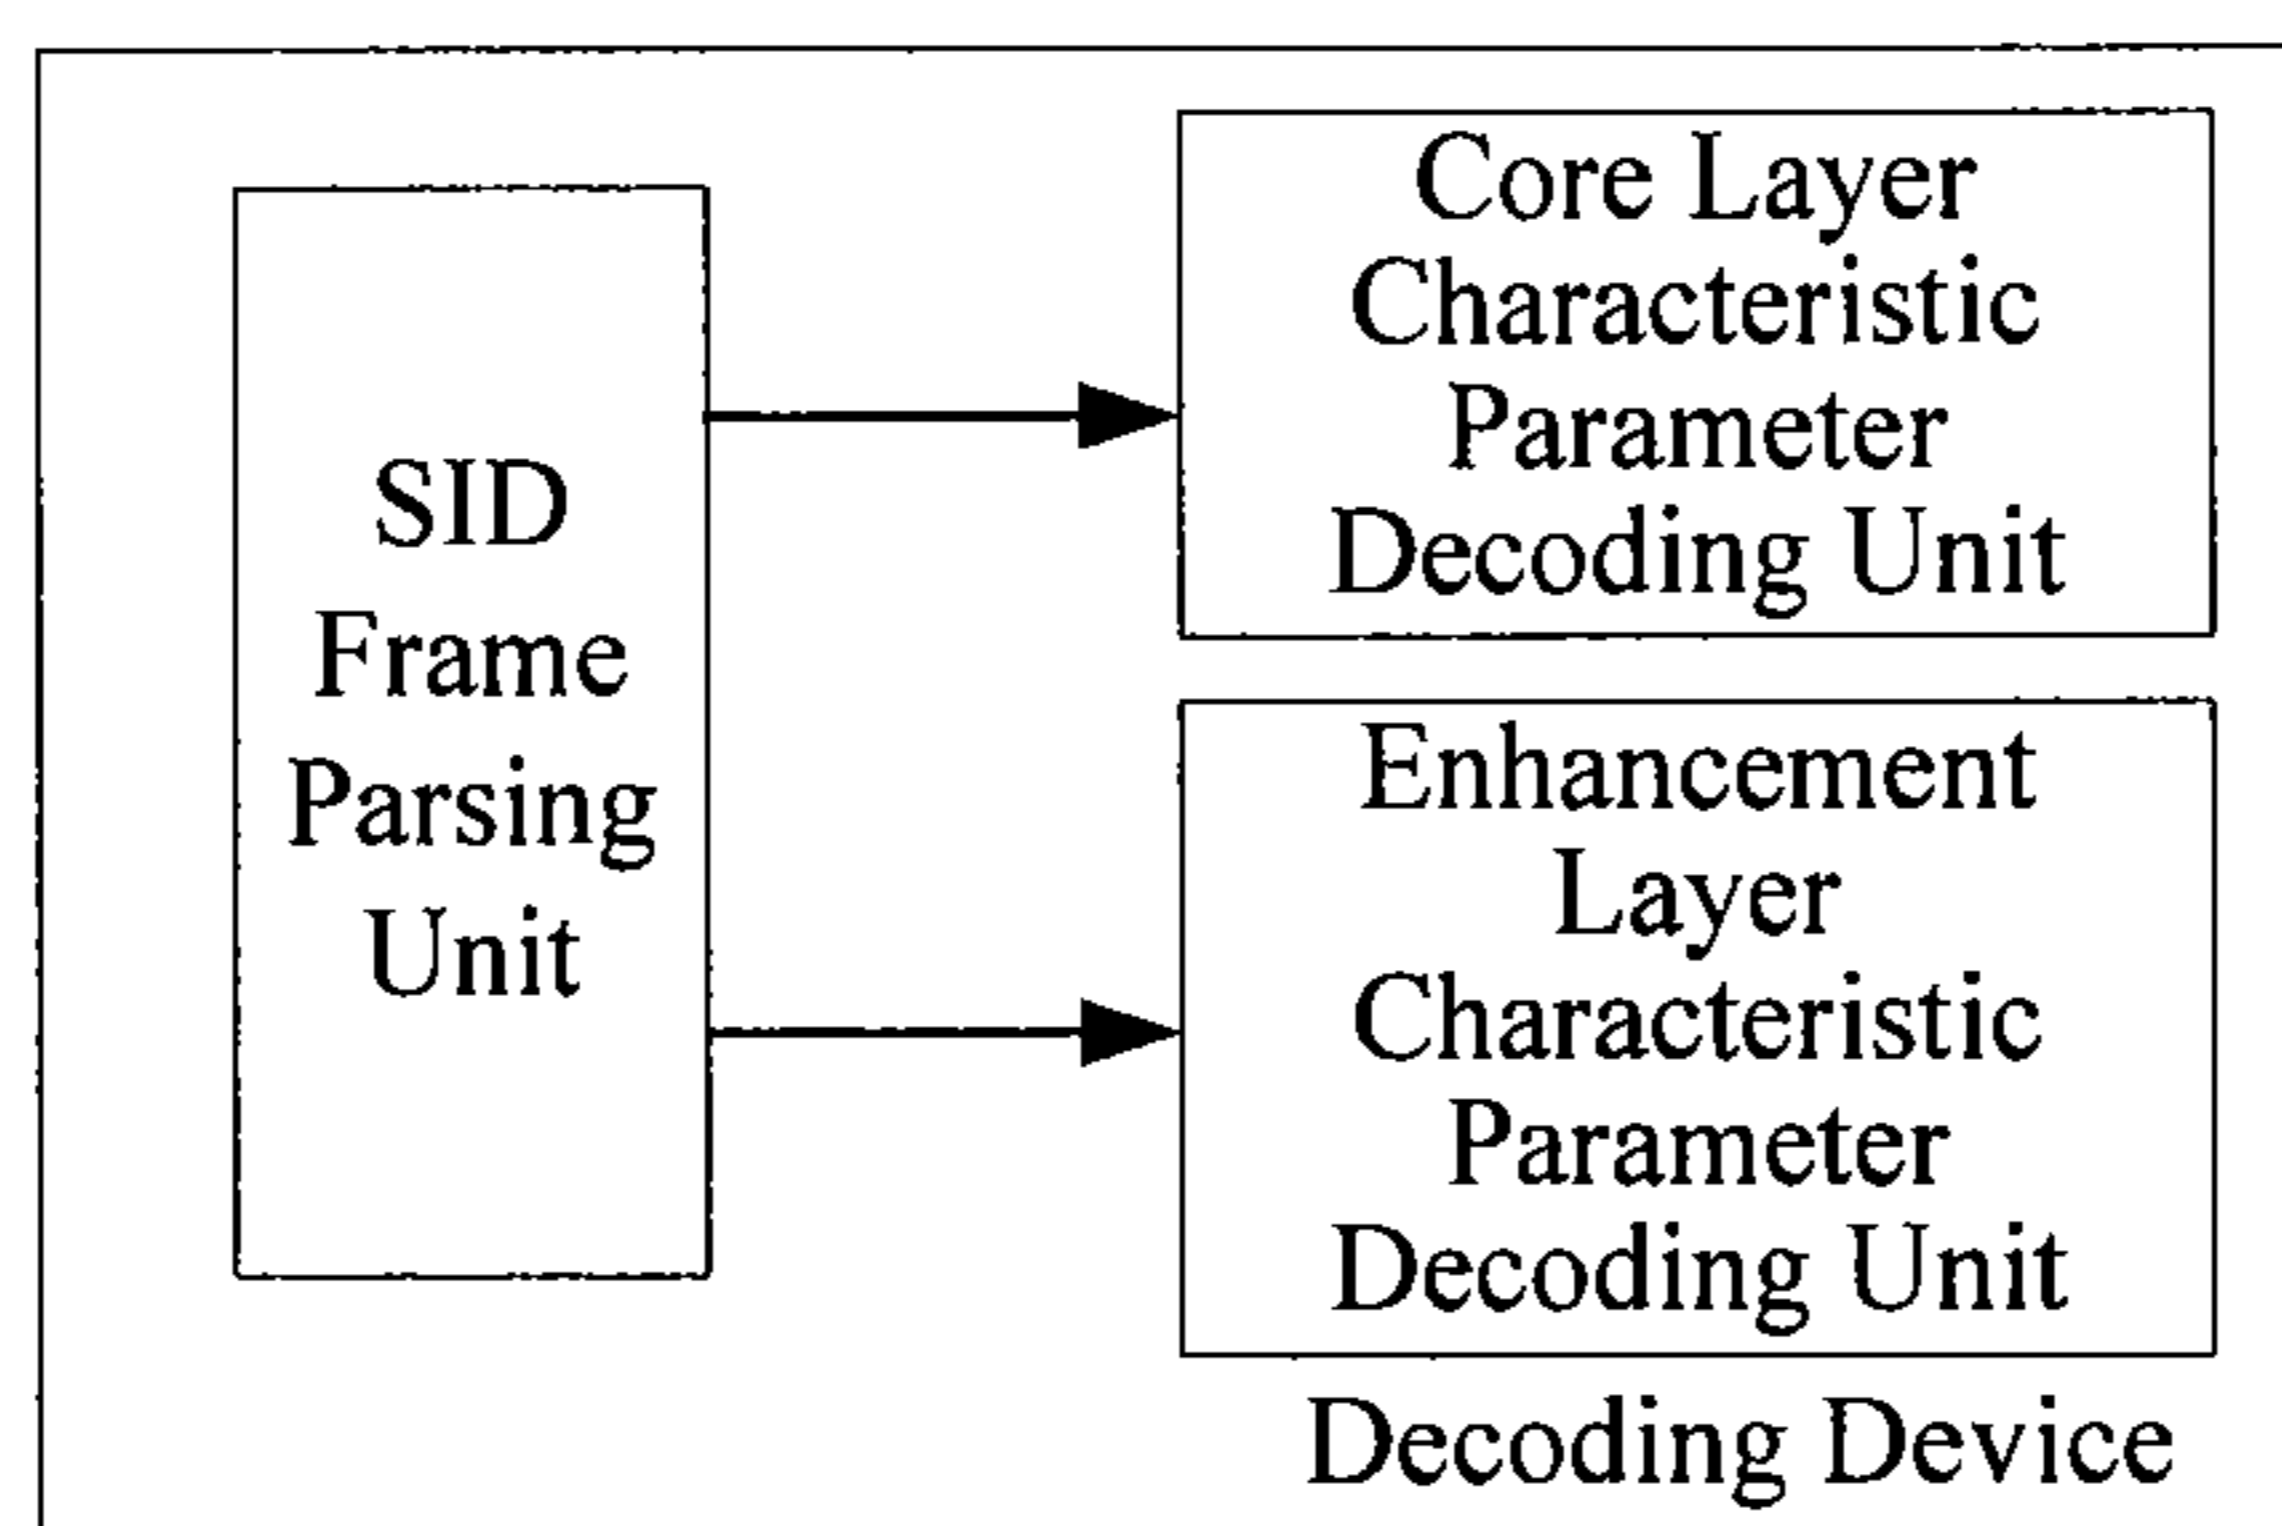 SID
Frame
Parsing
Unit
Core Layer
Characteristic
Parameter
Decoding Unit
Enhancement
Layer
Characteristic
Parameter
Decoding Unit
Decoding Device